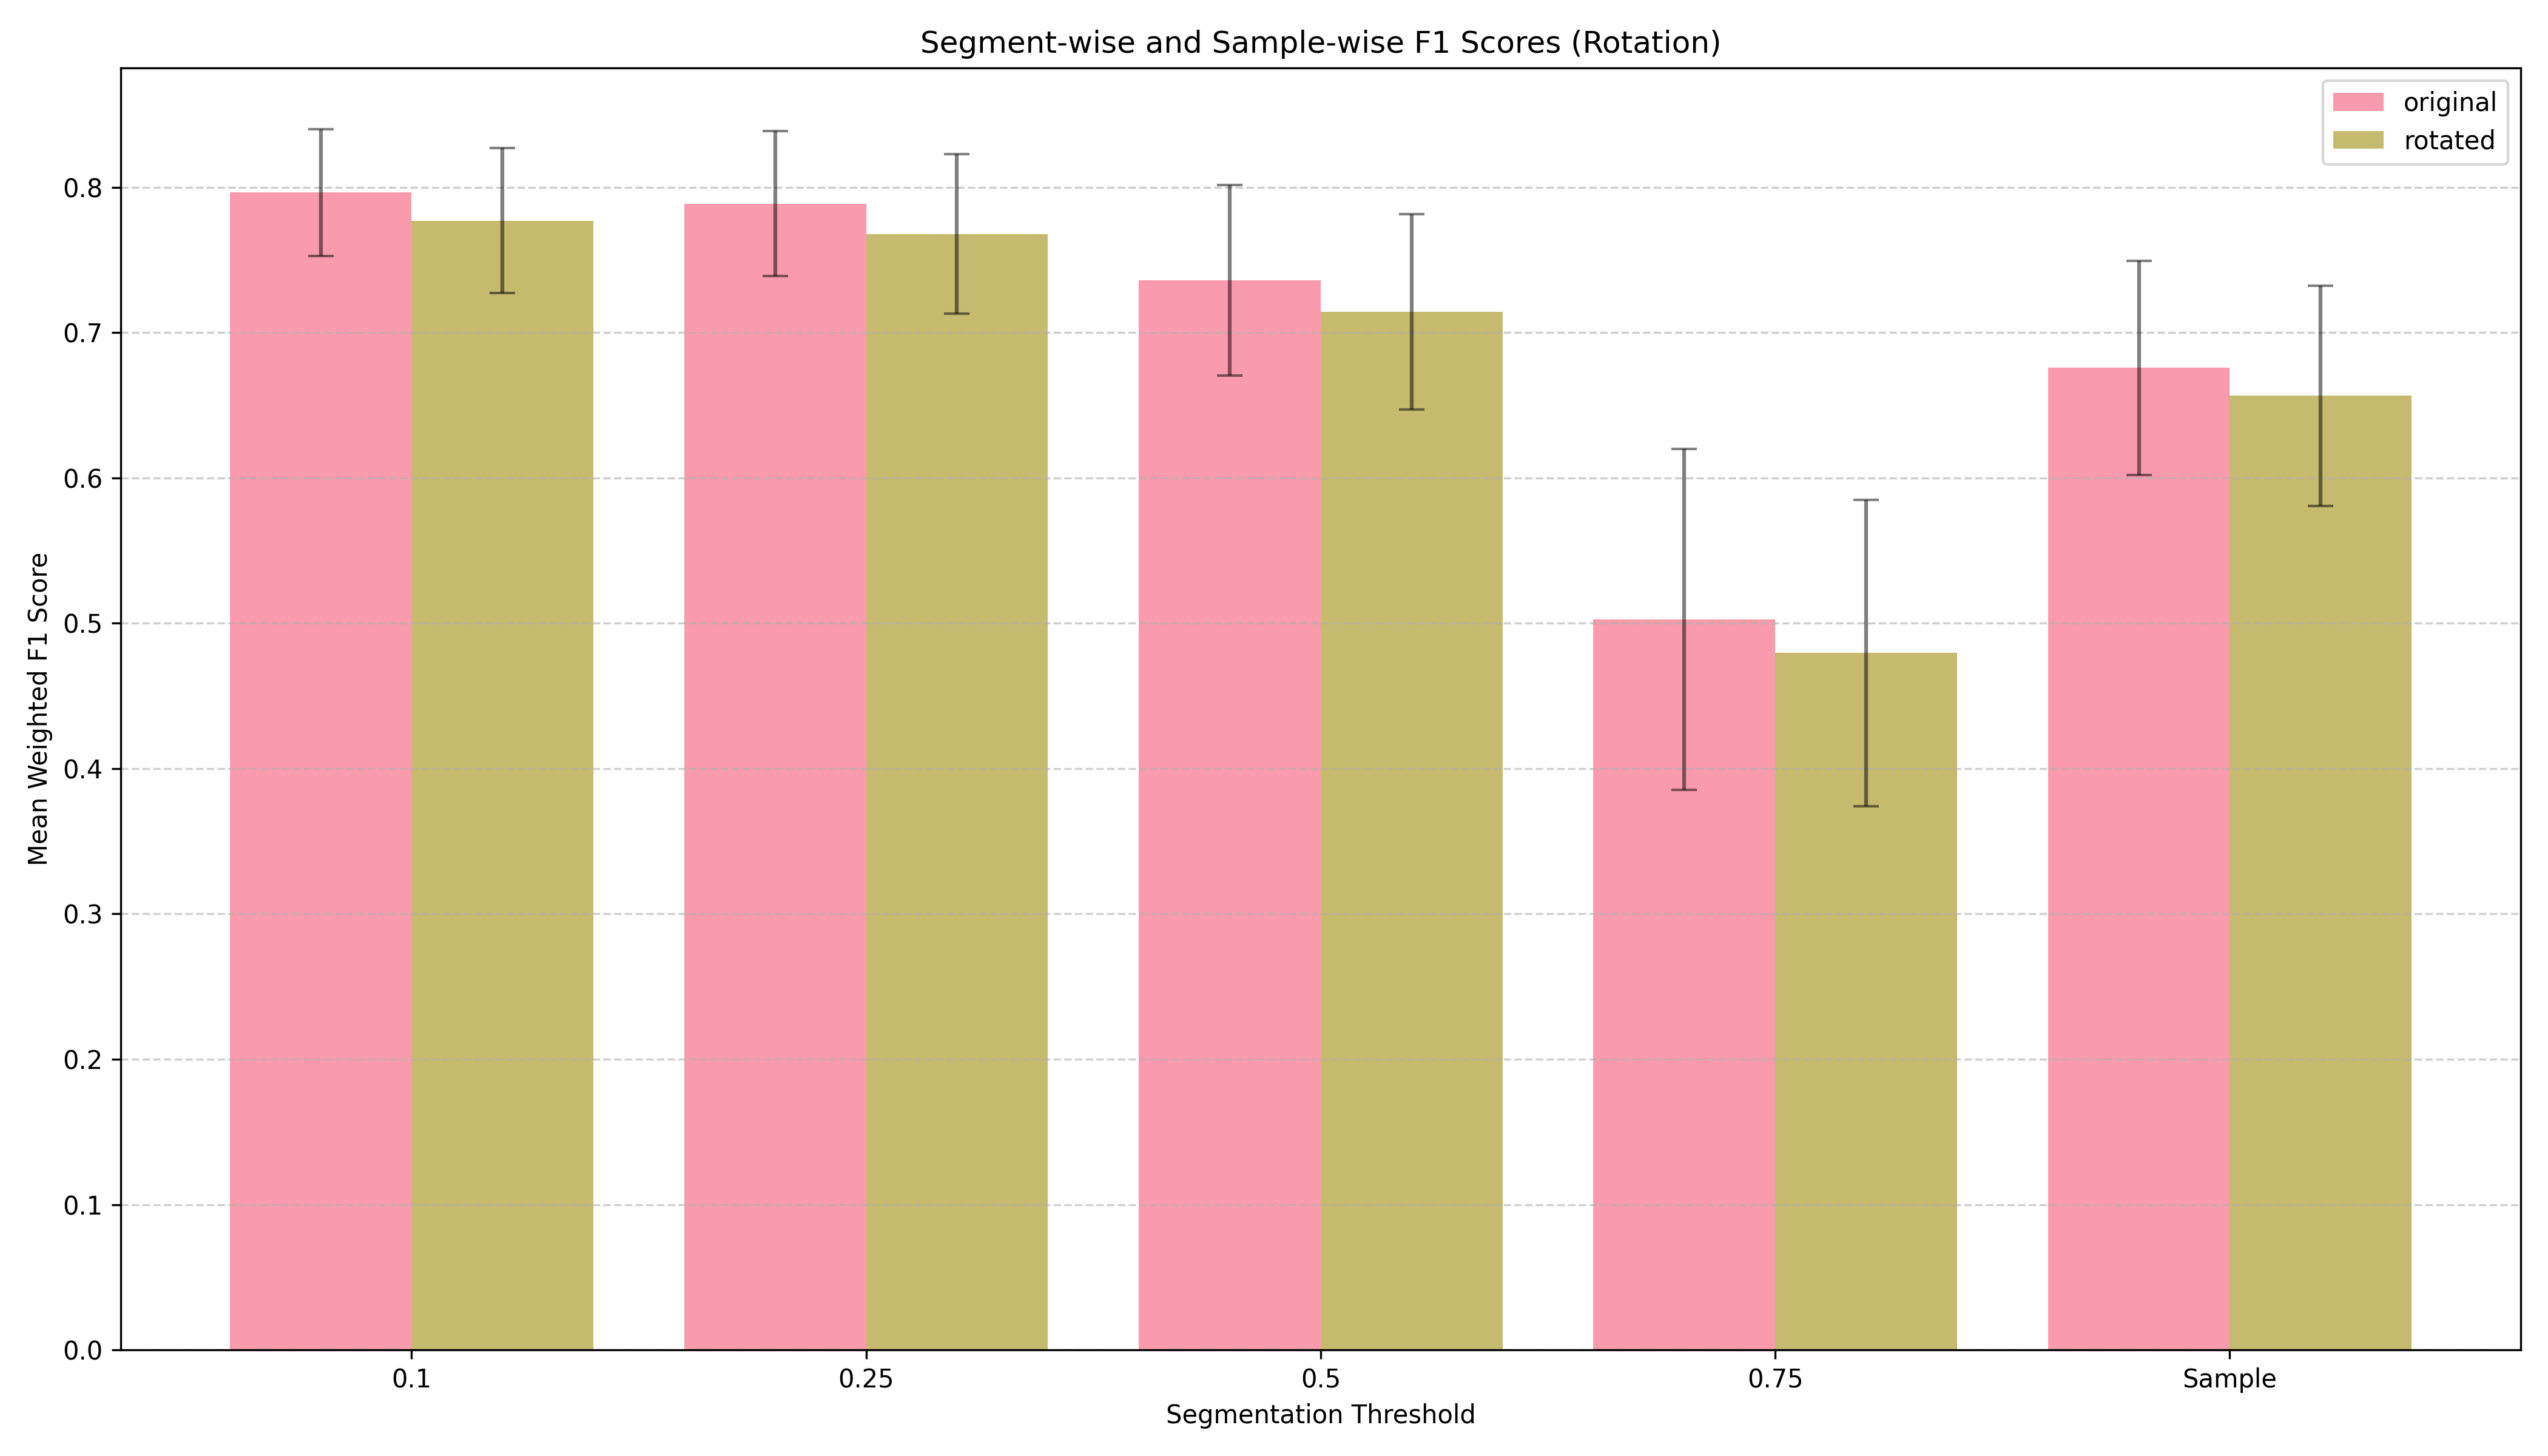 Segment-wise and Sample-wise F1 Scores (Rotation)
original
rotated
Mean Weighted F1 Score
0.8
0.7
0.6
0.5
0.4
0.3
0.2
0.1
0.0
0.1
0.25
0.5
0.75
Sample
Segmentation Threshold